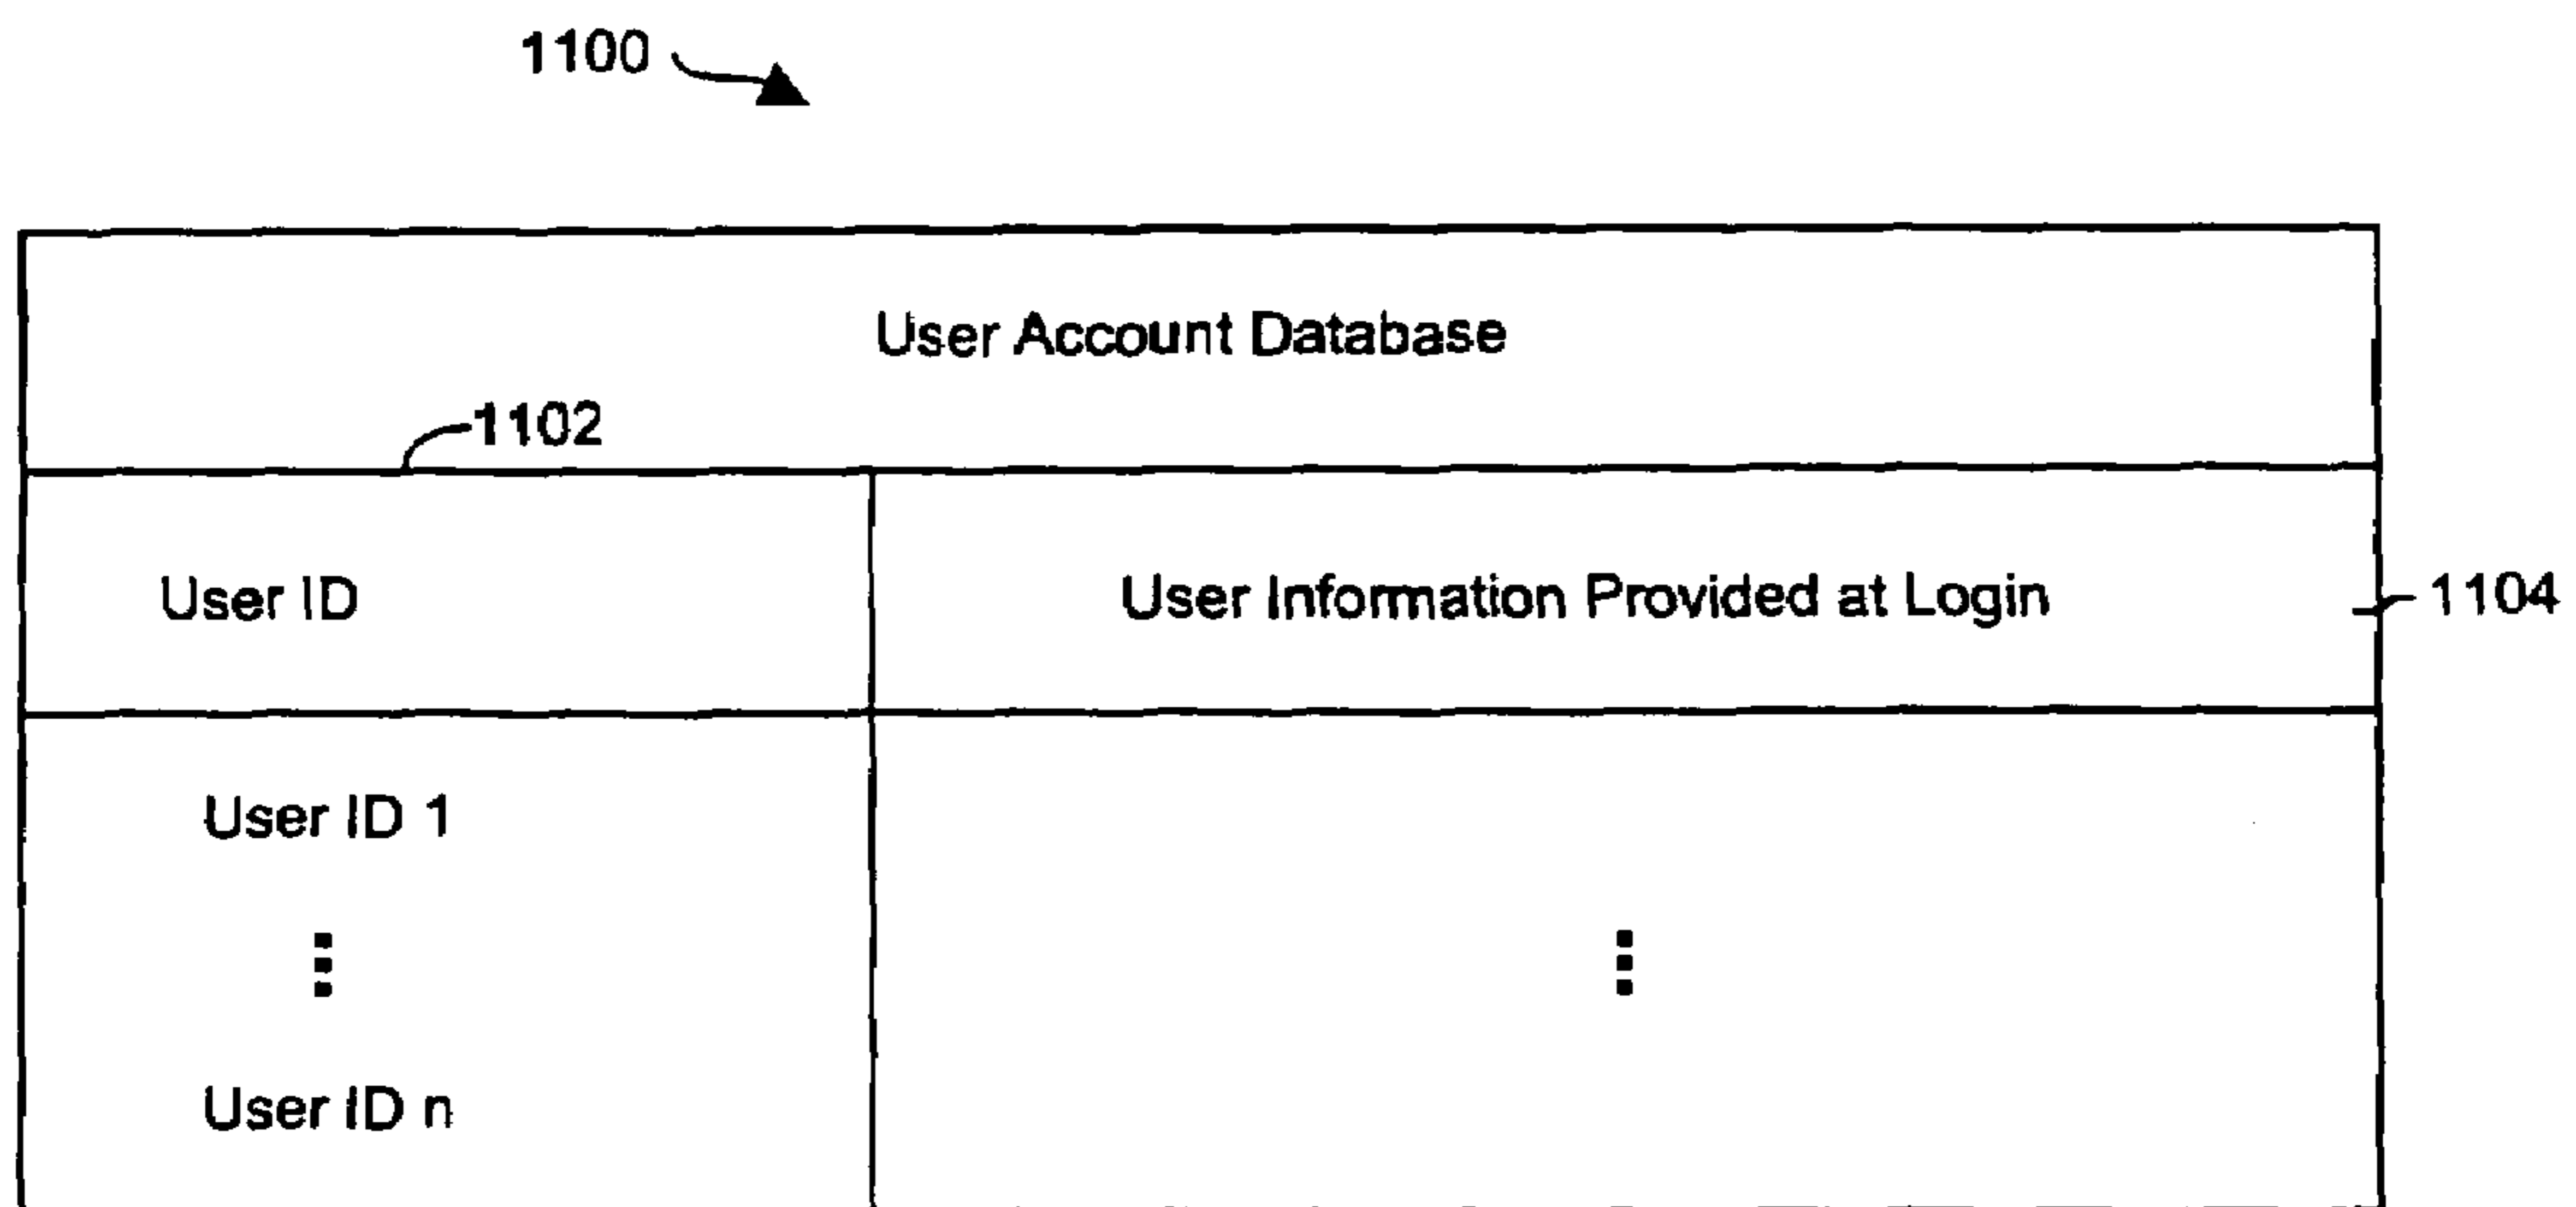 1100
User Account Database
1102
User ID
User Information Provided at Login
1104
User ID 1
User ID n